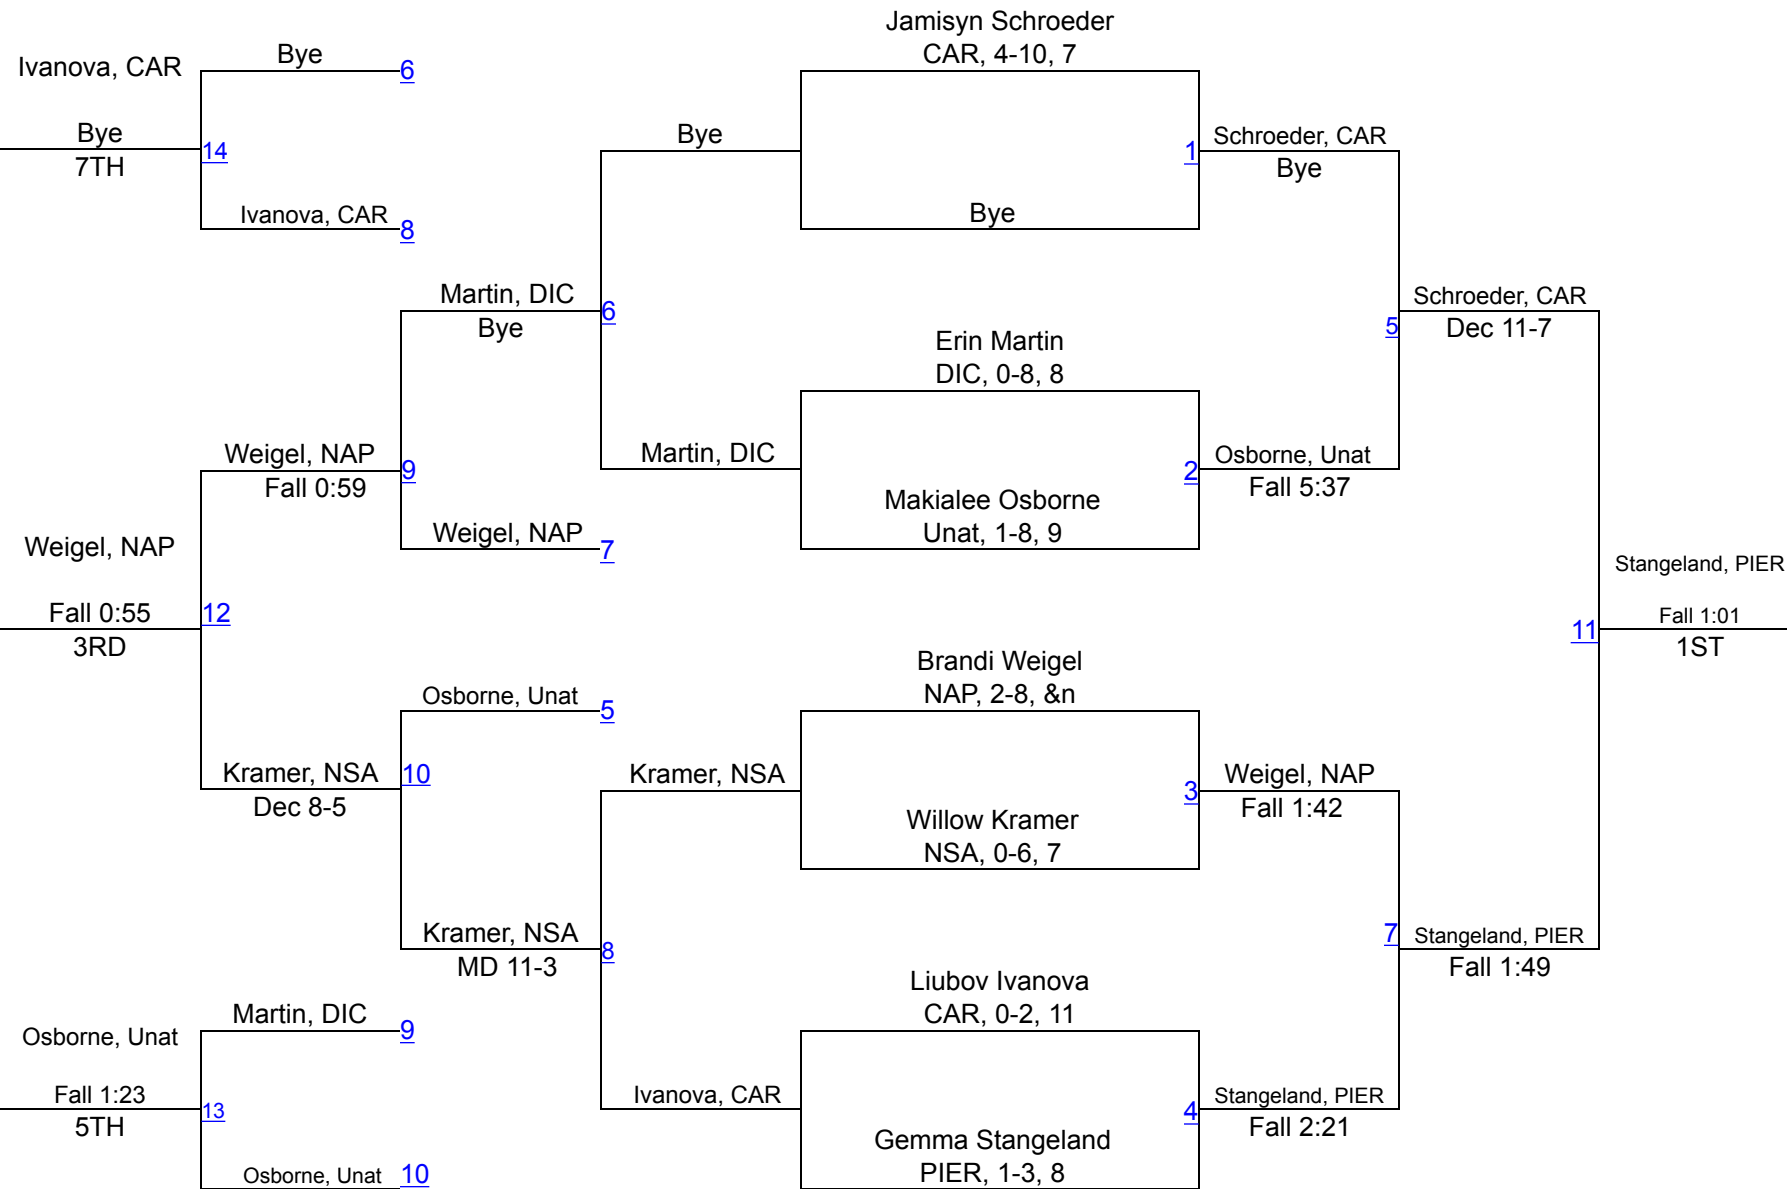 Jamisyn Schroeder
CAR, 4-10, 7
Ivanova, CAR
Bye
6
Bye
7TH
14
Bye
1
Schroeder, CAR
Bye
Bye
Ivanova, CAR
8
Martin, DIC
Bye
6
Schroeder, CAR
Dec 11-7
5
Erin Martin
DIC, 0-8, 8
Weigel, NAP
Fall 0:59
9
Martin, DIC
2
Osborne, Unat
Fall 5:37
Makialee Osborne
Unat, 1-8, 9
Weigel, NAP
7
Weigel, NAP
Fall 0:55
3RD
12
Stangeland, PIER
Fall 1:01
1ST
11
Brandi Weigel
NAP, 2-8, &n
Osborne, Unat
5
Kramer, NSA
Dec 8-5
10
Kramer, NSA
3
Weigel, NAP
Fall 1:42
Willow Kramer
NSA, 0-6, 7
Kramer, NSA
MD 11-3
8
7
Stangeland, PIER
Fall 1:49
Liubov Ivanova
CAR, 0-2, 11
Martin, DIC
9
Osborne, Unat
Fall 1:23
5TH
13
Ivanova, CAR
4
Stangeland, PIER
Fall 2:21
Gemma Stangeland
PIER, 1-3, 8
Osborne, Unat
10